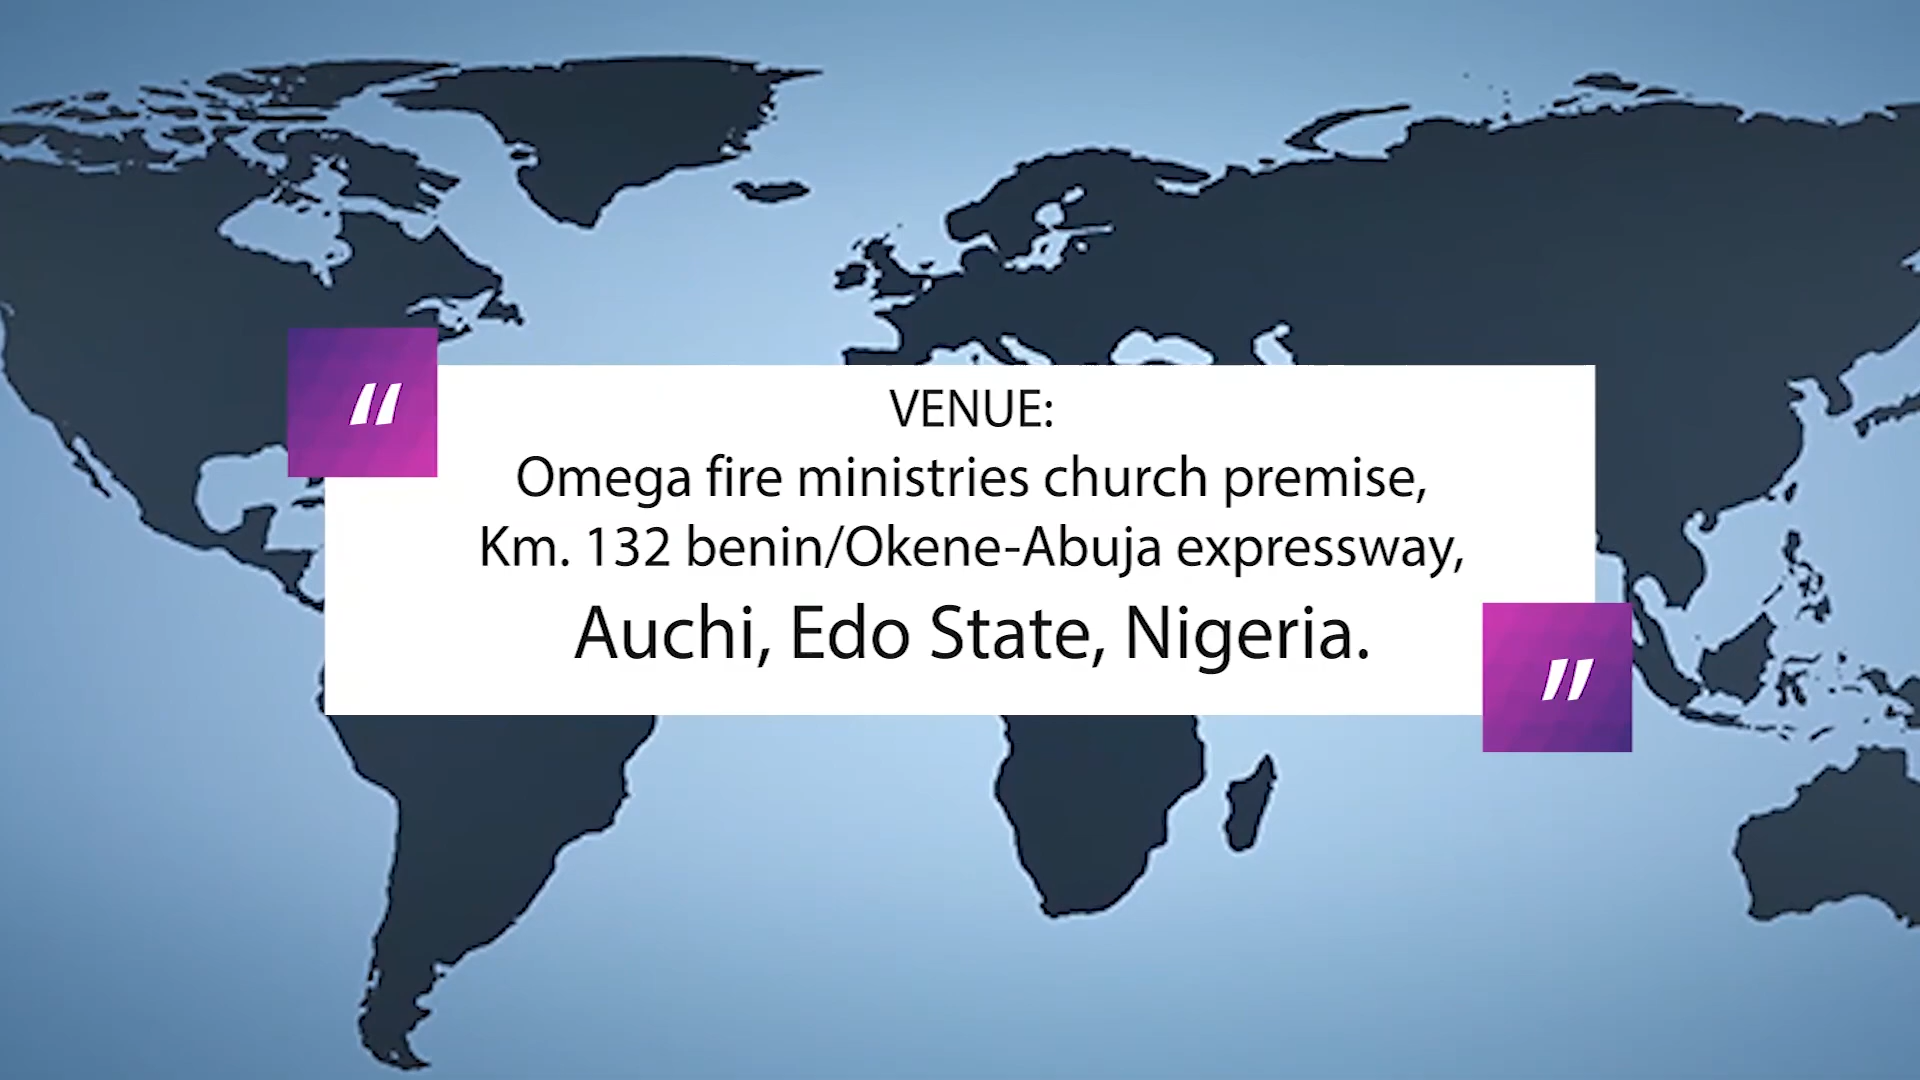 “
VENUE:
Omega fire ministries church premise,
Km. 132 benin/Okene-Abuja expressway,
Auchi, Edo State, Nigeria.
”